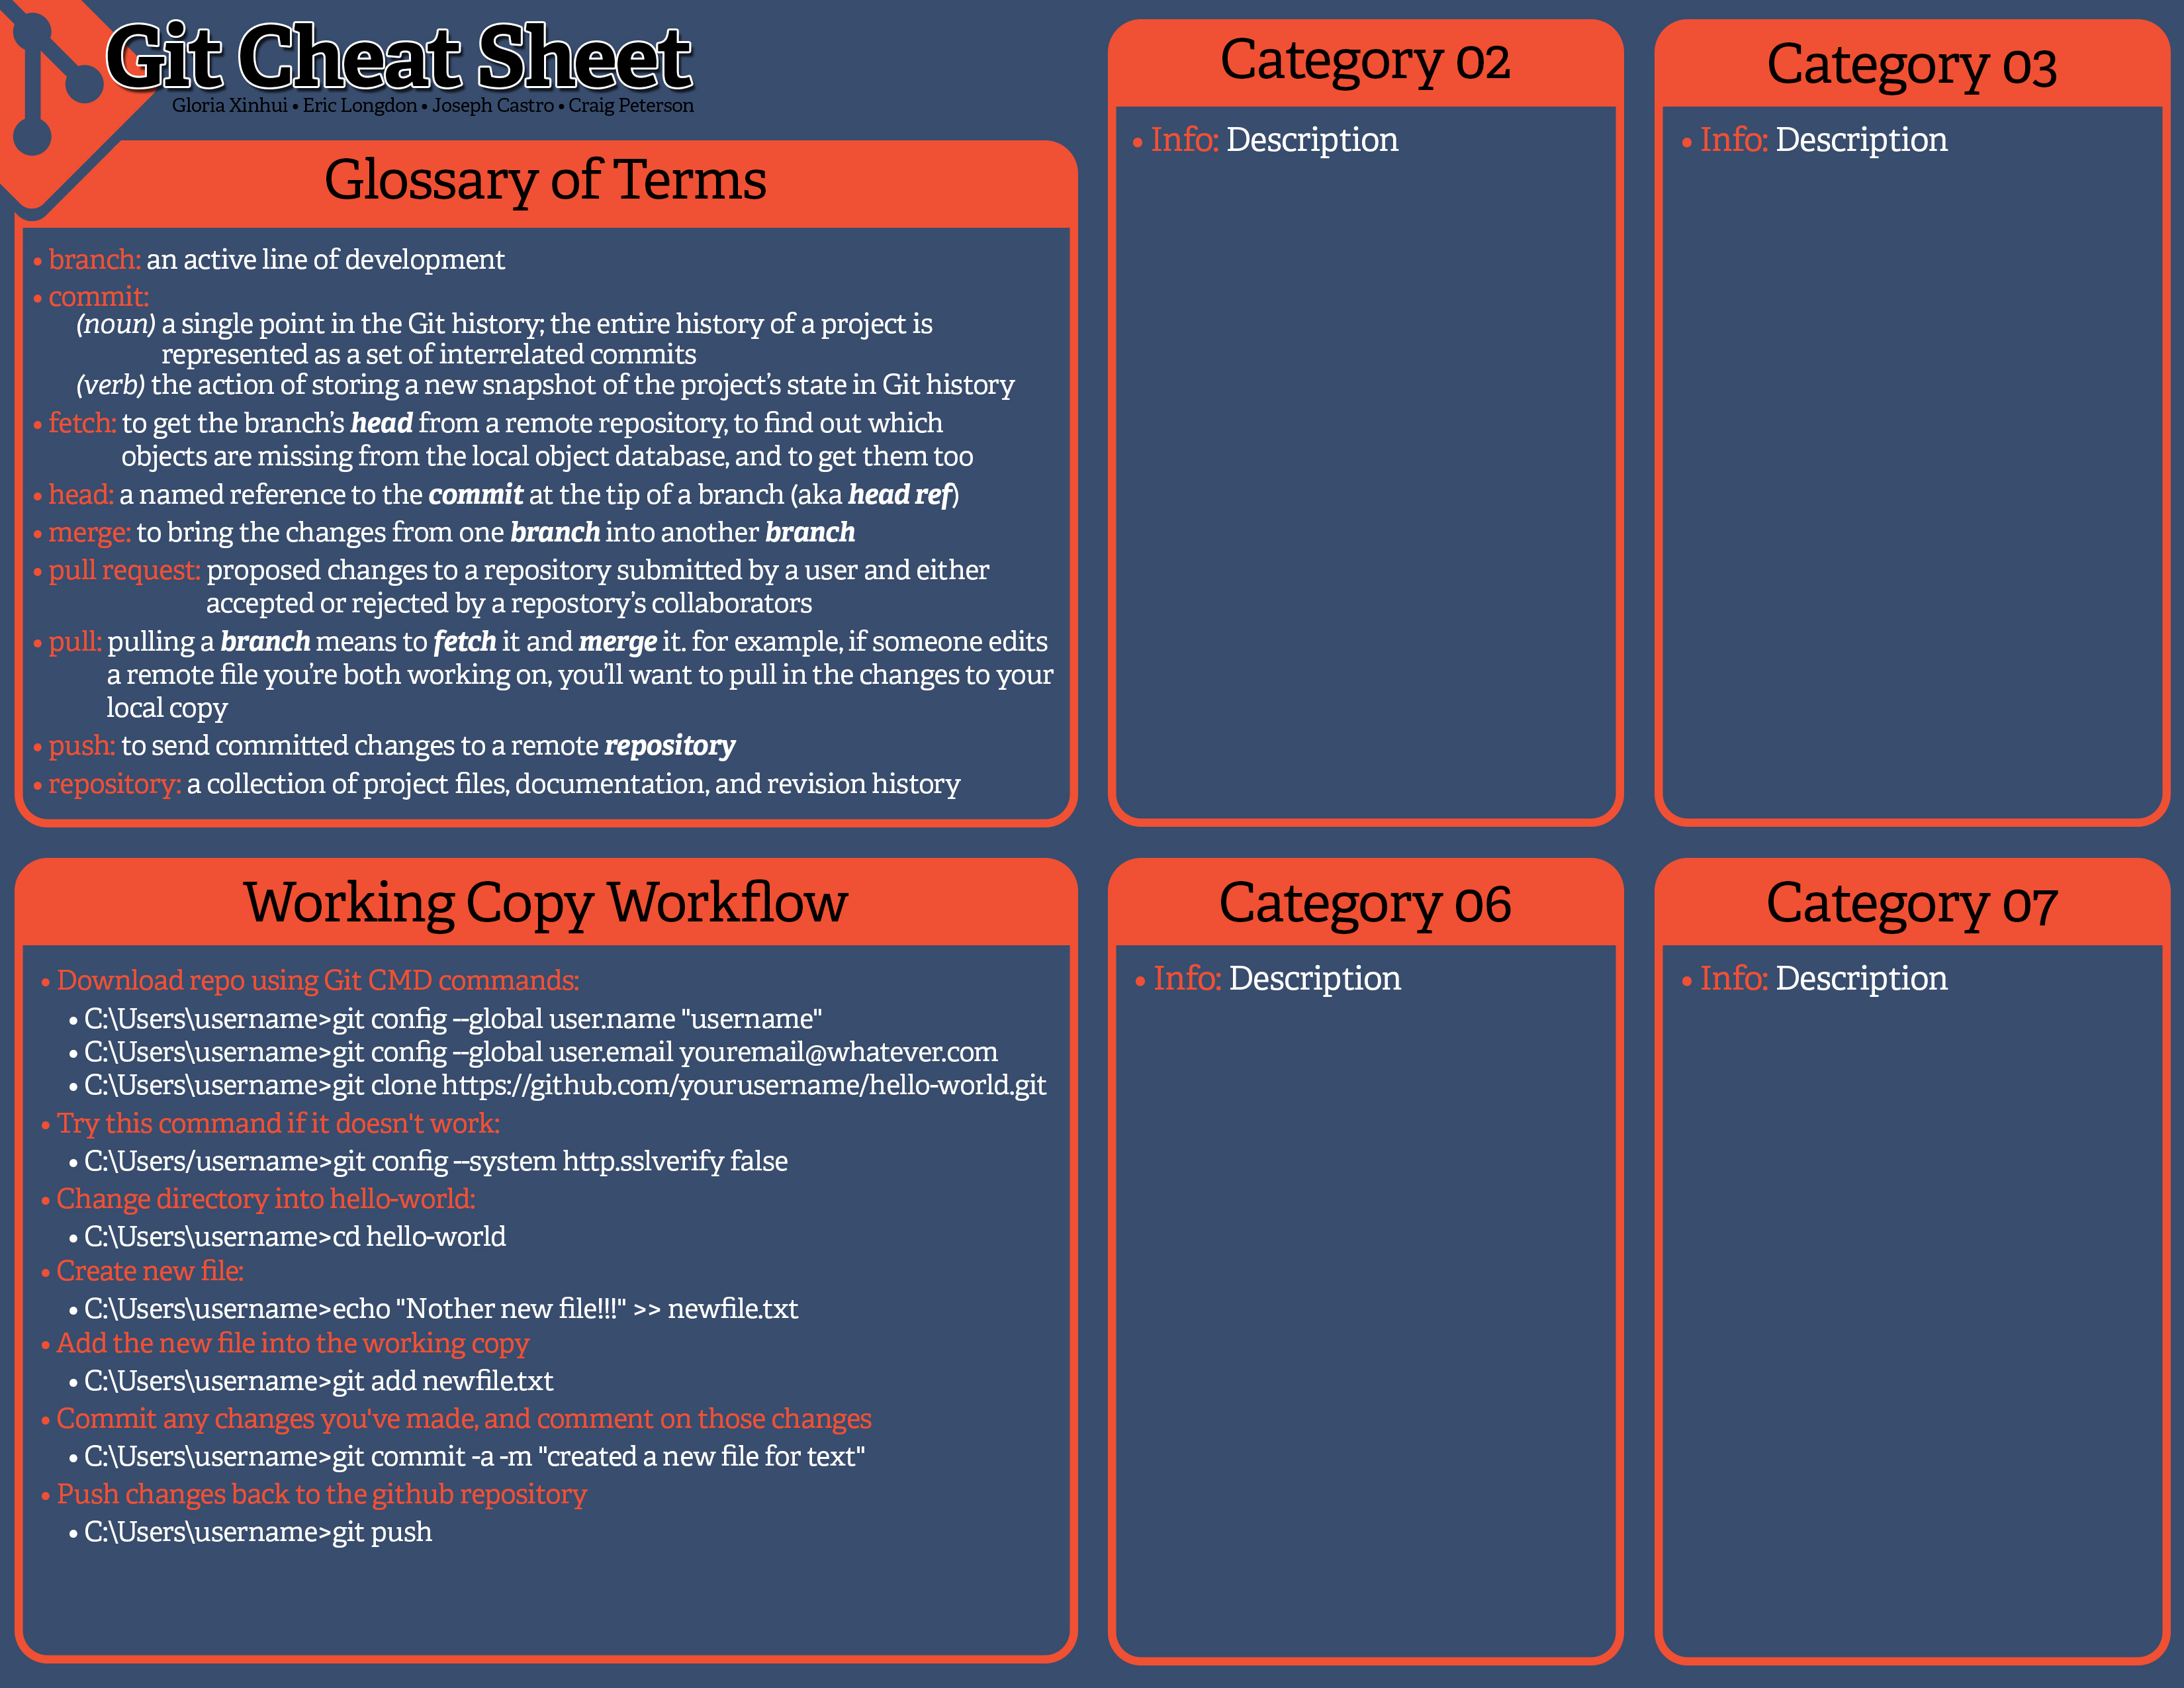 Git Cheat Sheet
Gloria Xinhui • Eric Longdon • Joseph Castro • Craig Peterson
Glossary of Terms
• branch: an active line of development
• commit:
(noun) a single point in the Git history; the entire history of a project is
represented as a set of interrelated commits
(verb) the action of storing a new snapshot of the project’s state in Git history
• fetch: to get the branch’s head from a remote repository, to find out which
objects are missing from the local object database, and to get them too
• head: a named reference to the commit at the tip of a branch (aka head ref)
• merge: to bring the changes from one branch into another branch
• pull request: proposed changes to a repository submitted by a user and either
accepted or rejected by a repostory’s collaborators
• pull: pulling a branch means to fetch it and merge it. for example, if someone edits
a remote file you’re both working on, you’ll want to pull in the changes to your
local copy
• push: to send committed changes to a remote repository
• repository: a collection of project files, documentation, and revision history
Category 02
• Info: Description
Category 03
• Info: Description
Working Copy Workflow
• Download repo using Git CMD commands:
• C:\Users\username>git config --global user.name "username"
• C:\Users\username>git config --global user.email youremail@whatever.com
• C:\Users\username>git clone https://github.com/yourusername/hello-world.git
• Try this command if it doesn't work:
• C:\Users/username>git config --system http.sslverify false
• Change directory into hello-world:
• C:\Users\username>cd hello-world
• Create new file:
• C:\Users\username>echo "Nother new file!!!" >> newfile.txt
• Add the new file into the working copy
• C:\Users\username>git add newfile.txt
• Commit any changes you've made, and comment on those changes
• C:\Users\username>git commit -a -m "created a new file for text"
• Push changes back to the github repository
• C:\Users\username>git push
Category 06
• Info: Description
Category 07
• Info: Description